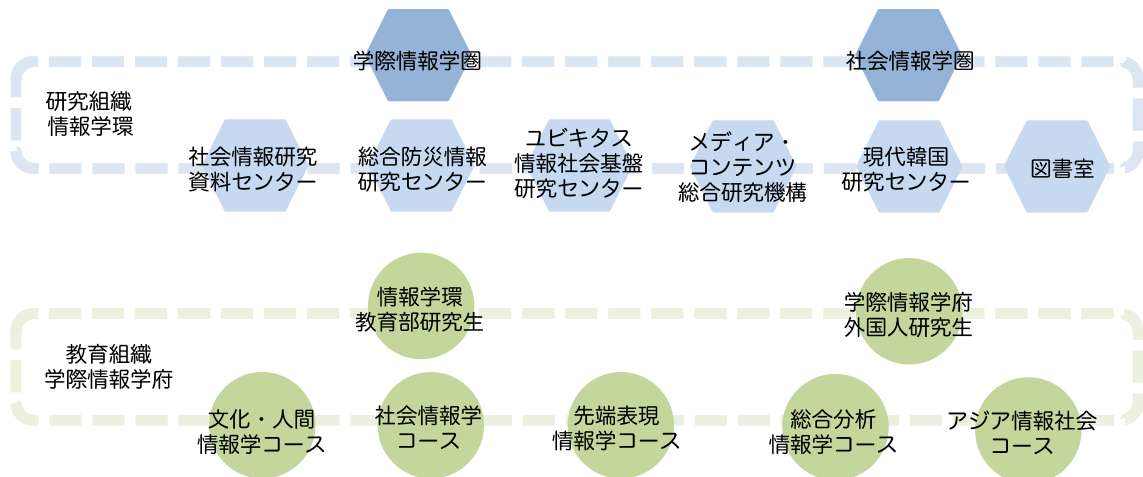 学際情報学圏
社会情報学圏
研究組織
情報学環
社会情報研究
資料センター
総合防災情報
研究センター
ユビキタス
情報社会基盤
研究センター
メディア・
コンテンツ
総合研究機構
現代韓国
研究センター
図書室
情報学環
教育部研究生
学際情報学府
外国人研究生
教育組織
学際情報学府
文化・人間
情報学コース
社会情報学
コース
先端表現
情報学コース
総合分析
情報学コース
アジア情報社会
コース